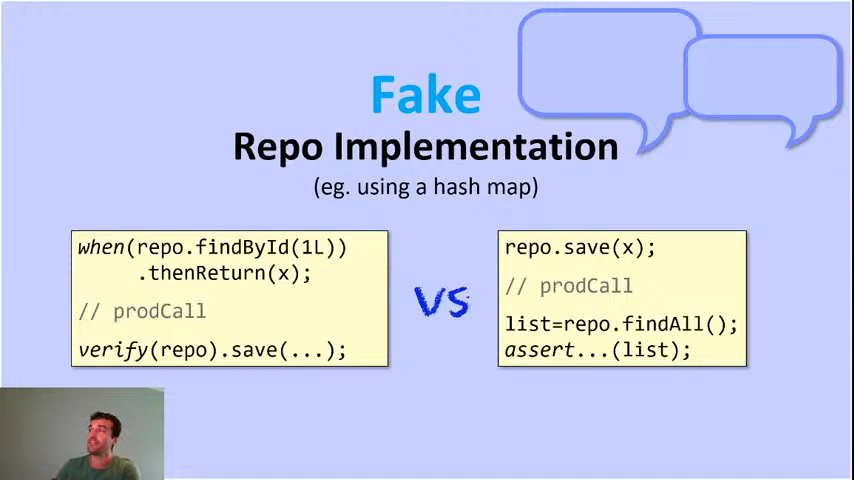 Fake
Repo Implementation
(eg. using a hash map)
when(repo.findById(1L))
.thenReturn(x);
// prodCall
verify(repo).save(...);
vs
repo.save(x);
// prodCall
list=repo.findAll();
assert...(list);